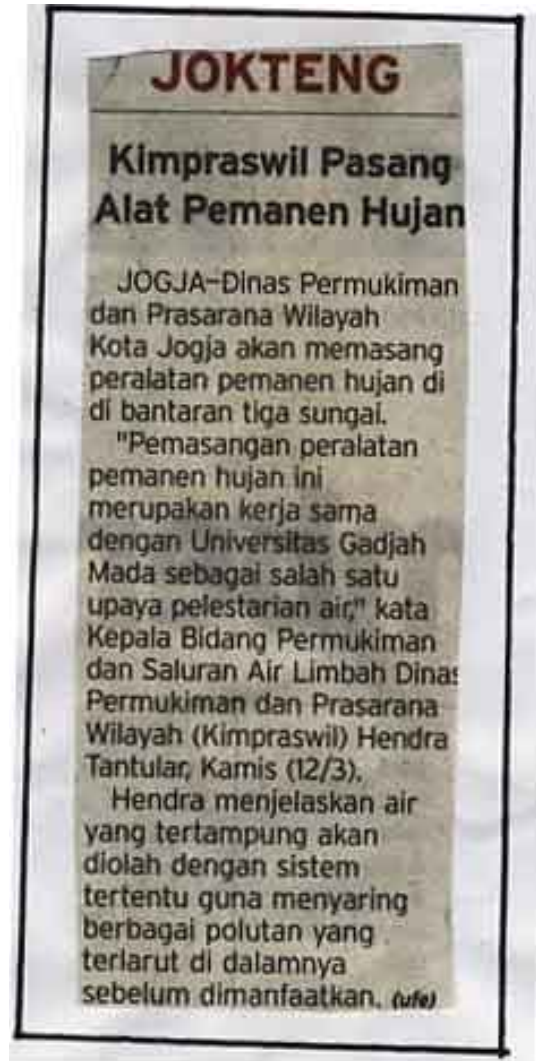 JOKTENG
Kimpraswil Pasang
Alat Pemanen Hujan
JOGJA–Dinas Permukiman
dan Prasarana Wilayah
Kota Jogja akan memasang
peralatan pemanen hujan di
di bantaran tiga sungai.
"Pemasangan peralatan
pemanen hujan ini
merupakan kerja sama
dengan Universitas Gadjah
Mada sebagai salah satu
upaya pelestarian air," kata
Kepala Bidang Permukiman
dan Saluran Air Limbah Dinas
Permukiman dan Prasarana
Wilayah (Kimpraswil) Hendra
Tantular, Kamis (12/3).
Hendra menjelaskan air
yang tertampung akan
diolah dengan sistem
tertentu guna menyaring
berbagai polutan yang
terlarut di dalamnya
sebelum dimanfaatkan. (ufe)